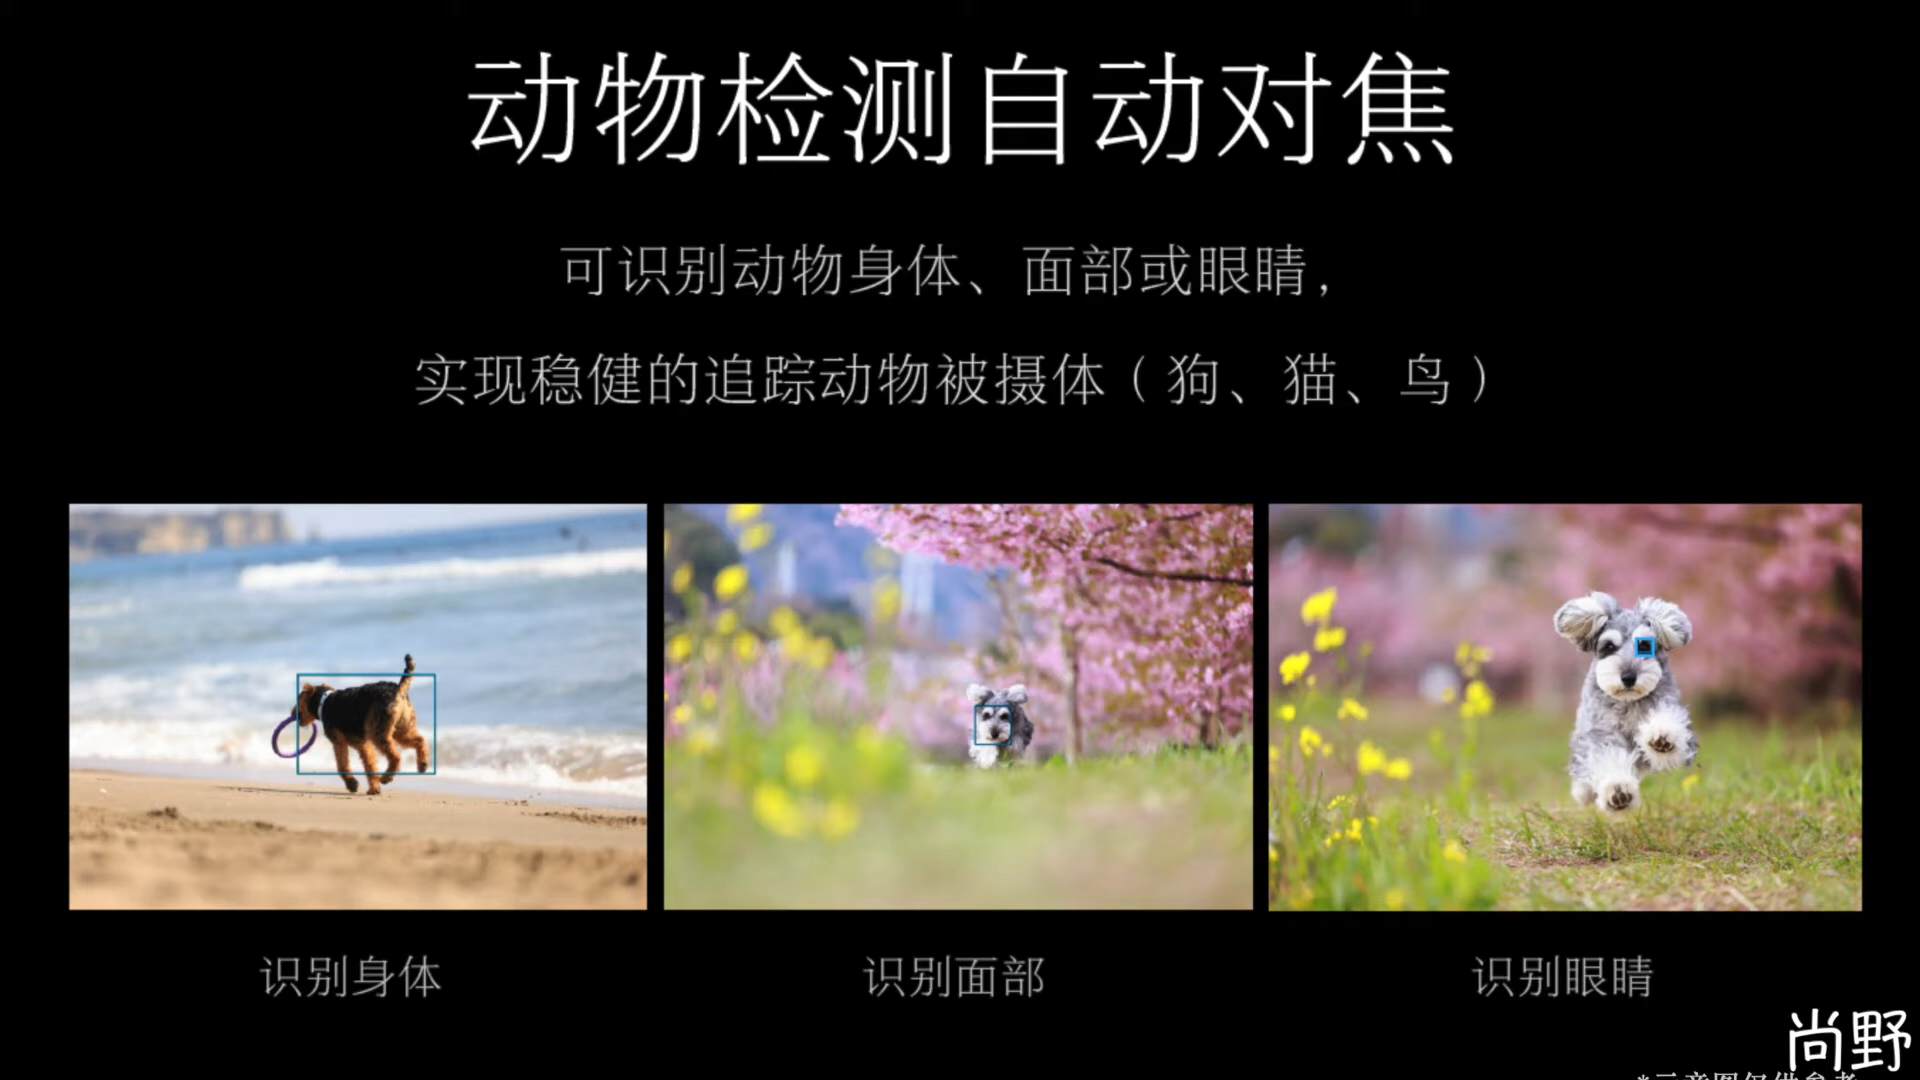 动物检测自动对焦
可识别动物身体、面部或眼睛，
实现稳健的追踪动物被摄体（狗、猫、鸟）
识别身体
识别面部
识别眼睛
尚野